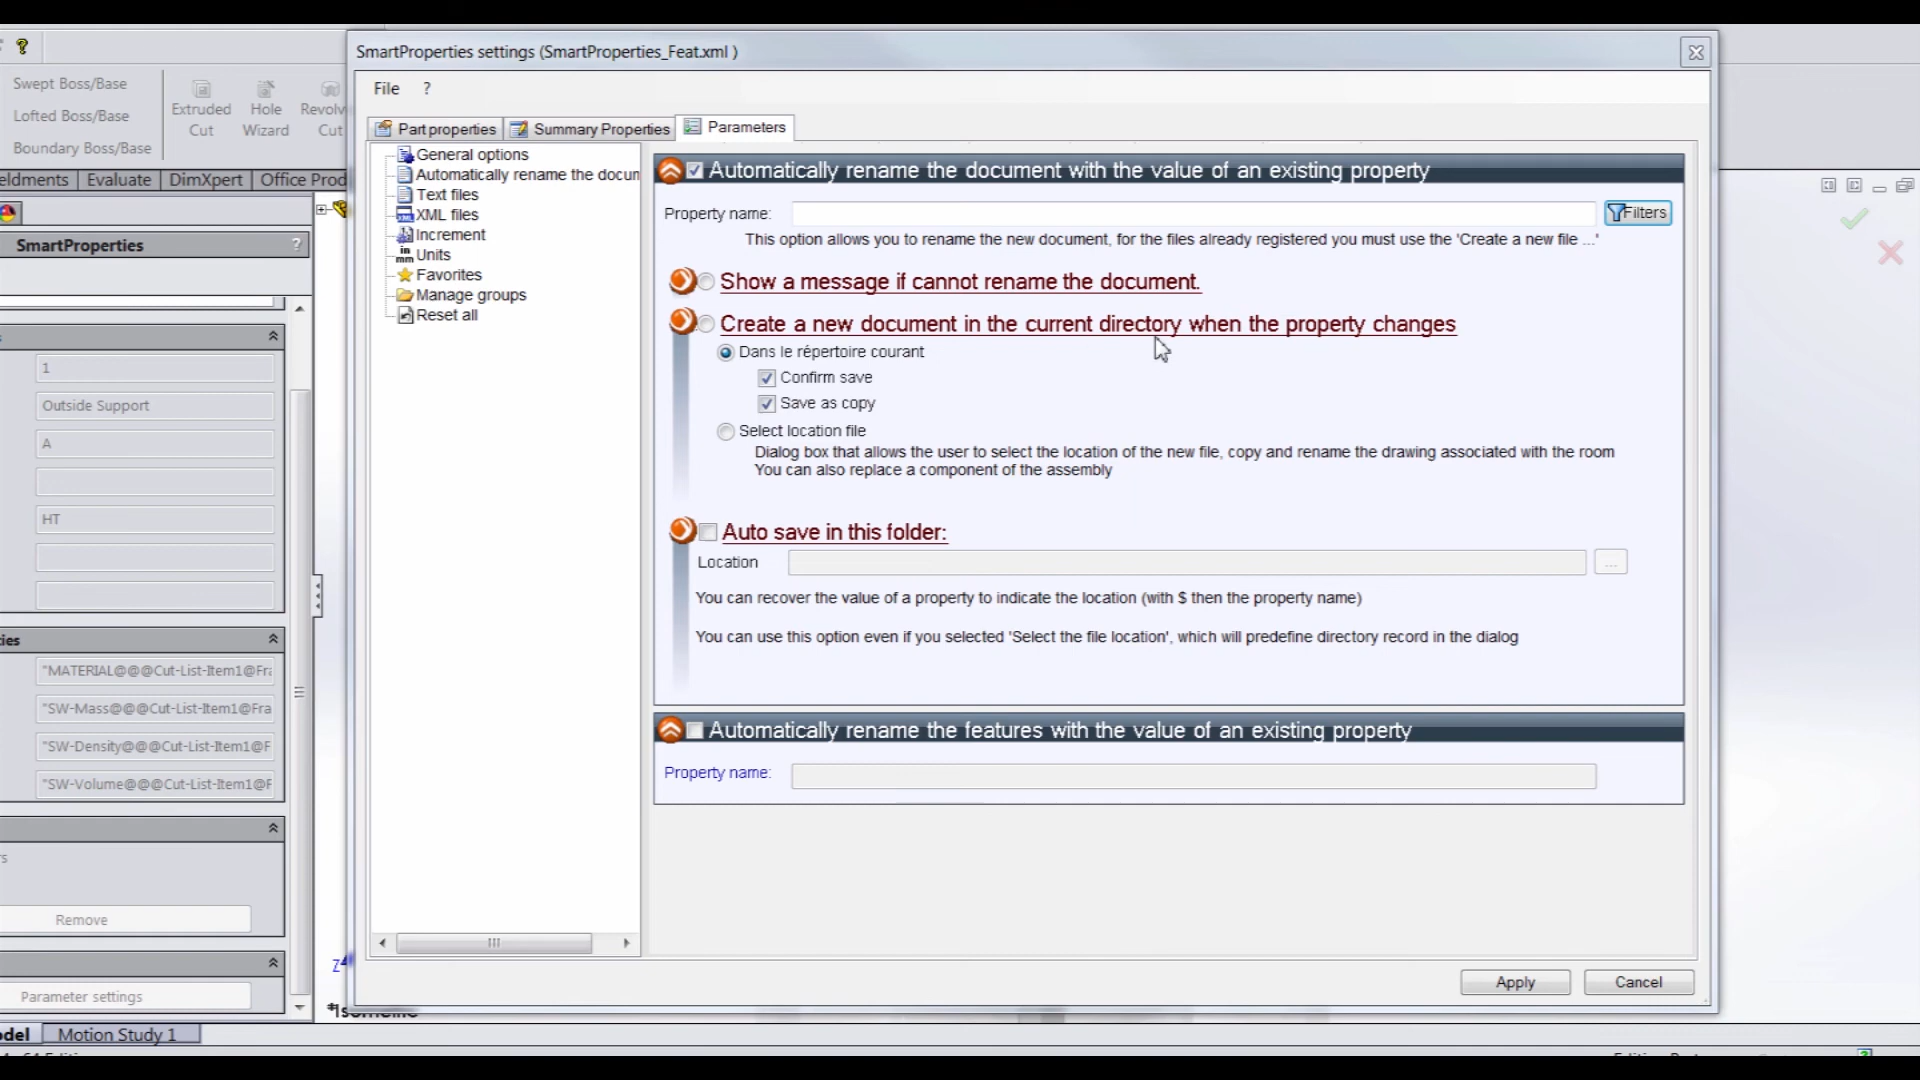 SmartProperties settings (SmartProperties_Feat.xml )
File ?
Swept Boss/Base
Lofted Boss/Base
Boundary Boss/Base
Extruded Cut
Hole Wizard
Cut
Evaluate DimXpert
SmartProperties ?
1
Outside Support
A
HT
"MATERIAL@@@Cut-List-Item1@Fra
"SW-Mass@@@Cut-List-Item1@Fra
"SW-Density@@@Cut-List-Item1@F
"SW-Volume@@@Cut-List-Item1@F
Remove
Parameter settings
Motion Study 1
Part properties Summary Properties Parameters
General options
Automatically rename the docum
Text files
XML files
Increment
Units
Favorites
Manage groups
Reset all
Automatically rename the document with the value of an existing property
Property name: Filters
This option allows you to rename the new document, for the files already registered you must use the 'Create a new file ...'
Show a message if cannot rename the document.
Create a new document in the current directory when the property changes
Dans le répertoire courant
Confirm save
Save as copy
Select location file
Dialog box that allows the user to select the location of the new file, copy and rename the drawing associated with the room
You can also replace a component of the assembly
Auto save in this folder:
Location ...
You can recover the value of a property to indicate the location (with $ then the property name)
You can use this option even if you selected 'Select the file location', which will predefine directory record in the dialog
Automatically rename the features with the value of an existing property
Property name:
Apply Cancel